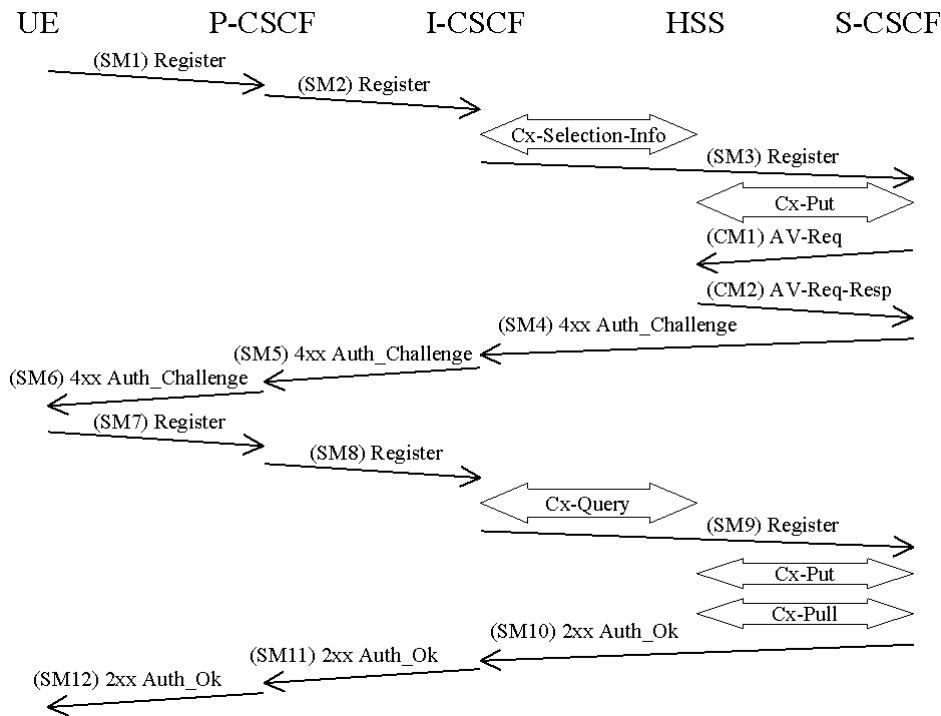 UE P-CSCF I-CSCF HSS S-CSCF
(SM1) Register
(SM2) Register
Cx-Selection-Info
(SM3) Register
Cx-Put
(CM1) AV-Req
(CM2) AV-Req-Resp
(SM4) 4xx Auth_Challenge
(SM5) 4xx Auth_Challenge
(SM6) 4xx Auth_Challenge
(SM7) Register
(SM8) Register
Cx-Query
(SM9) Register
Cx-Put
Cx-Pull
(SM10) 2xx Auth_Ok
(SM11) 2xx Auth_Ok
(SM12) 2xx Auth_Ok